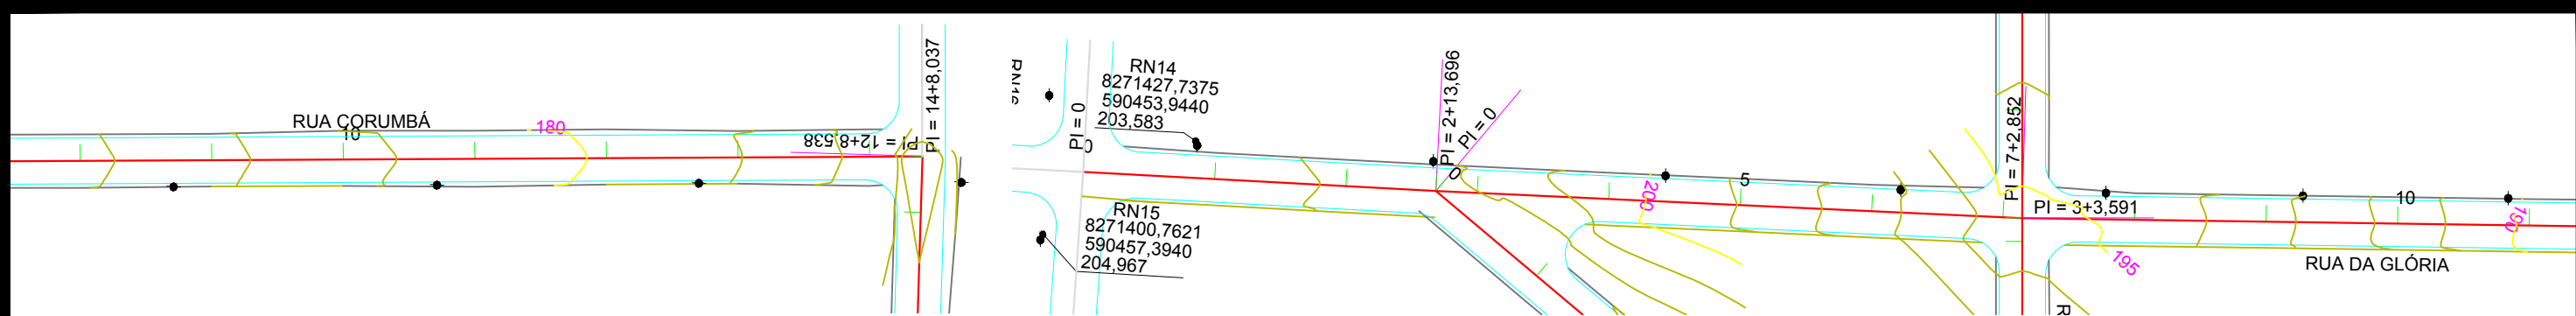 RUA CORUMBÁ
10
180
PI = 12+8,538
PI = 14+8,037
PI = 0
0
RN14
8271427,7375
590453,9440
203,583
RN15
8271400,7621
590457,3940
204,967
PI = 2+13,696
PI = 0
0
200
5
PI = 7+2,852
PI = 3+3,591
195
10
190
RUA DA GLÓRIA
R